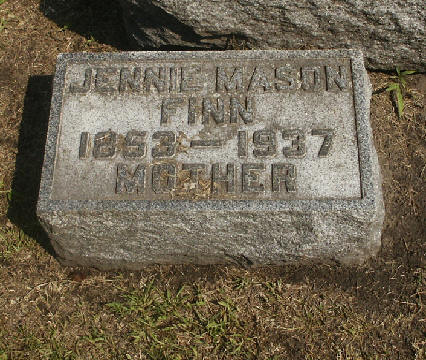 JENNIE MASON
FINN
1853 — 1937
MOTHER